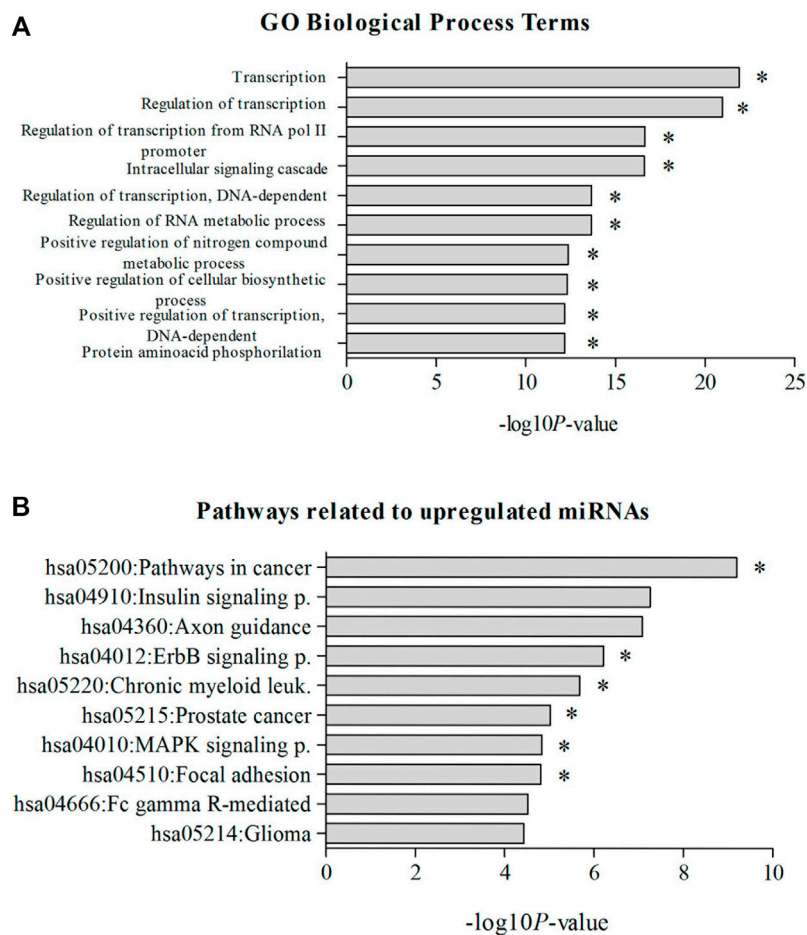 A
GO Biological Process Terms
Transcription
*
Regulation of transcription
*
Regulation of transcription from RNA pol II
promoter
*
Intracellular signaling cascade
*
Regulation of transcription, DNA-dependent
*
Regulation of RNA metabolic process
*
Positive regulation of nitrogen compound
metabolic process
*
Positive regulation of cellular biosynthetic
process
*
Positive regulation of transcription,
DNA-dependent
*
Protein aminoacid phosphorilation
*
0 5 10 15 20 25
-log10P-value
B
Pathways related to upregulated miRNAs
hsa05200:Pathways in cancer
*
hsa04910:Insulin signaling p.
hsa04360:Axon guidance
hsa04012:ErbB signaling p.
*
hsa05220:Chronic myeloid leuk.
*
hsa05215:Prostate cancer
*
hsa04010:MAPK signaling p.
*
hsa04510:Focal adhesion
*
hsa04666:Fc gamma R-mediated
hsa05214:Glioma
0 2 4 6 8 10
-log10P-value